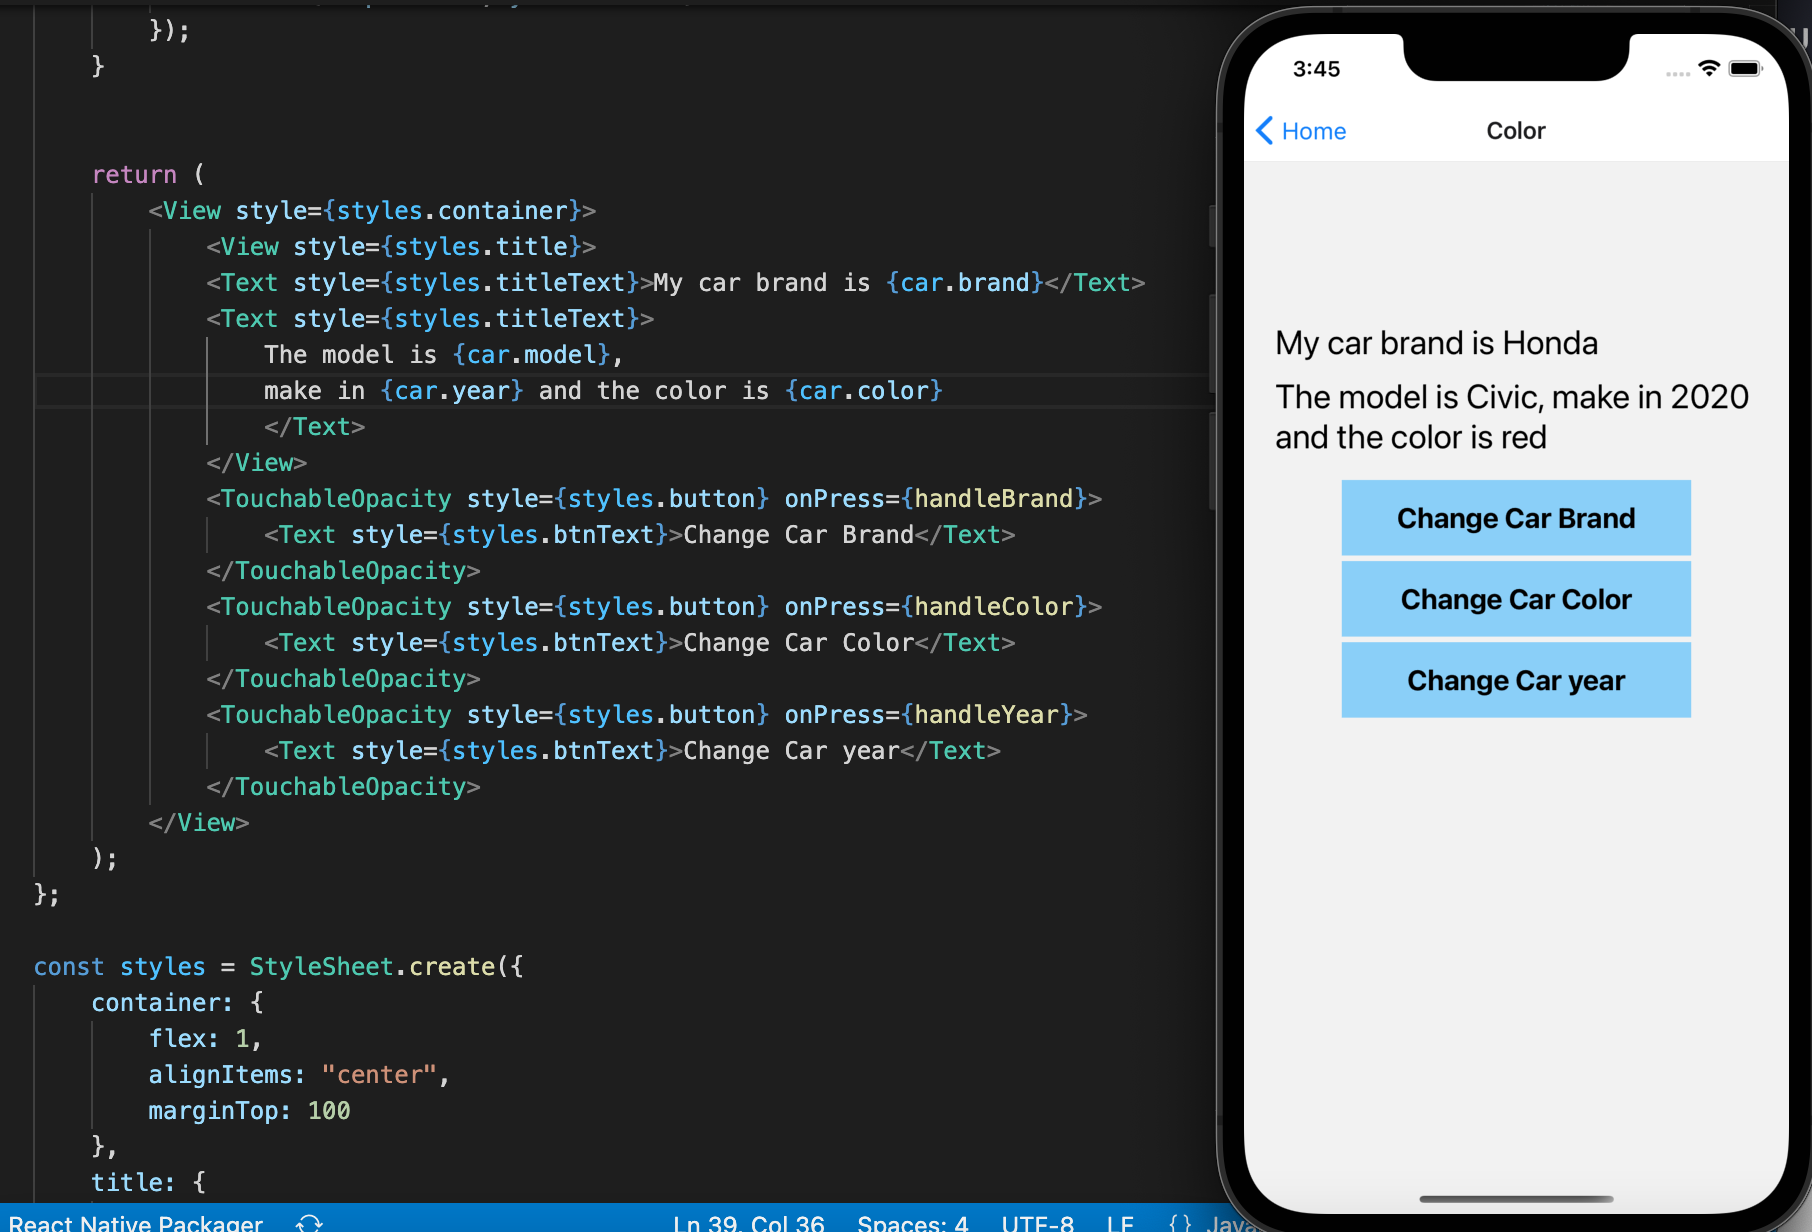 });
}
return (
<View style={styles.container}>
<View style={styles.title}>
<Text style={styles.titleText}>My car brand is {car.brand}</Text>
<Text style={styles.titleText}>
The model is {car.model},
make in {car.year} and the color is {car.color}
</Text>
</View>
<TouchableOpacity style={styles.button} onPress={handleBrand}>
<Text style={styles.btnText}>Change Car Brand</Text>
</TouchableOpacity>
<TouchableOpacity style={styles.button} onPress={handleColor}>
<Text style={styles.btnText}>Change Car Color</Text>
</TouchableOpacity>
<TouchableOpacity style={styles.button} onPress={handleYear}>
<Text style={styles.btnText}>Change Car year</Text>
</TouchableOpacity>
</View>
);
};
const styles = StyleSheet.create({
container: {
flex: 1,
alignItems: "center",
marginTop: 100
},
title: {
React Native Packager Ln 39, Col 36 Spaces: 4 UTF-8 LF {} Java
3:45
Home Color
My car brand is Honda
The model is Civic, make in 2020
and the color is red
Change Car Brand
Change Car Color
Change Car year